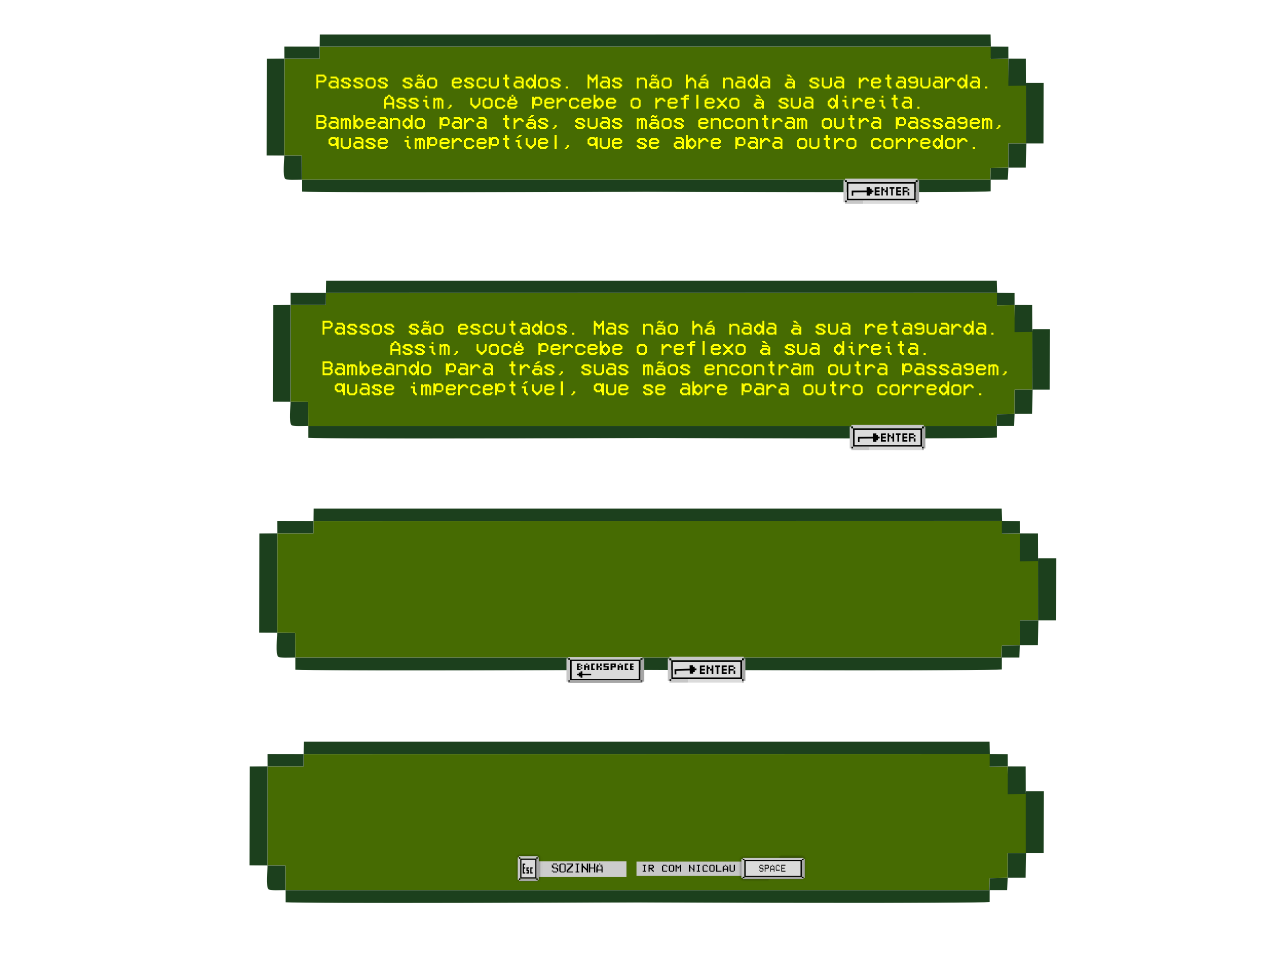 Passos são escutados. Mas não há nada à sua retaguarda.
Assim, você percebe o reflexo à sua direita.
Bambeando para trás, suas mãos encontram outra passagem,
quase imperceptível, que se abre para outro corredor.
ENTER
Passos são escutados. Mas não há nada à sua retaguarda.
Assim, você percebe o reflexo à sua direita.
Bambeando para trás, suas mãos encontram outra passagem,
quase imperceptível, que se abre para outro corredor.
ENTER
BACKSPACE ENTER
Esc SOZINHA IR COM NICOLAU SPACE